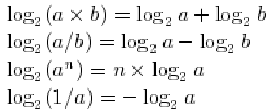 log₂ (a × b) = log₂ a + log₂ b
log₂ (a/b) = log₂ a − log₂ b
log₂ (aⁿ) = n × log₂ a
log₂ (1/a) = − log₂ a